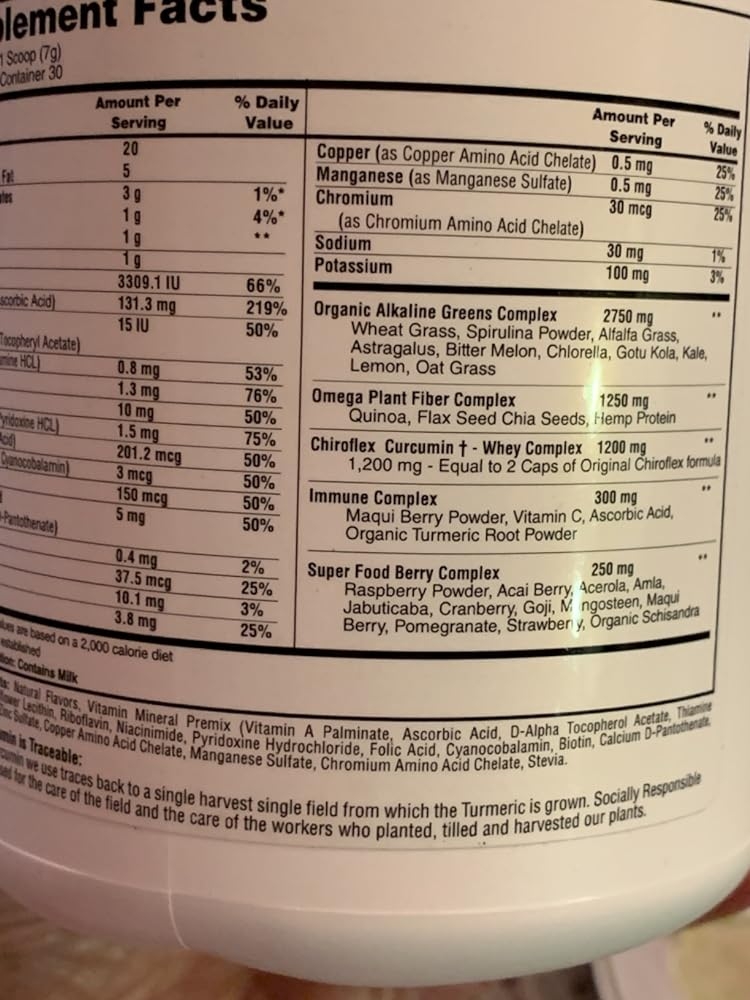 plement Facts
1 Scoop (7g)
Container 30
Amount Per Serving % Daily Value
20
Fat 5
ates 3 g 1%*
1 g 4%*
1 g **
1 g
3309.1 IU 66%
scorbic Acid) 131.3 mg 219%
15 IU 50%
Tocopheryl Acetate)
amine HCL) 0.8 mg 53%
1.3 mg 76%
10 mg 50%
yridoxine HCL) 1.5 mg 75%
Acid) 201.2 mcg 50%
Cyanocobalamin) 3 mcg 50%
150 mcg 50%
-Pantothenate) 5 mg 50%
0.4 mg 2%
37.5 mcg 25%
10.1 mg 3%
3.8 mg 25%
alues are based on a 2,000 calorie diet
established
Contains Milk
Amount Per Serving % Daily Value
Copper (as Copper Amino Acid Chelate) 0.5 mg 25%
Manganese (as Manganese Sulfate) 0.5 mg 25%
Chromium 30 mcg 25%
(as Chromium Amino Acid Chelate)
Sodium 30 mg 1%
Potassium 100 mg 3%
Organic Alkaline Greens Complex 2750 mg **
Wheat Grass, Spirulina Powder, Alfalfa Grass,
Astragalus, Bitter Melon, Chlorella, Gotu Kola, Kale,
Lemon, Oat Grass
Omega Plant Fiber Complex 1250 mg **
Quinoa, Flax Seed Chia Seeds, Hemp Protein
Chiroflex Curcumin † - Whey Complex 1200 mg **
1,200 mg - Equal to 2 Caps of Original Chiroflex formula
Immune Complex 300 mg **
Maqui Berry Powder, Vitamin C, Ascorbic Acid,
Organic Turmeric Root Powder
Super Food Berry Complex 250 mg **
Raspberry Powder, Acai Berry, Acerola, Amla,
Jabuticaba, Cranberry, Goji, Mangosteen, Maqui
Berry, Pomegranate, Strawberry, Organic Schisandra
Natural Flavors, Vitamin Mineral Premix (Vitamin A Palminate, Ascorbic Acid, D-Alpha Tocopherol Acetate, Thiamine
flower Lecithin, Riboflavin, Niacinimide, Pyridoxine Hydrochloride, Folic Acid, Cyanocobalamin, Biotin, Calcium D-Pantothenate,
Zinc Sulfate, Copper Amino Acid Chelate, Manganese Sulfate, Chromium Amino Acid Chelate, Stevia.
umin is Traceable:
cumin we use traces back to a single harvest single field from which the Turmeric is grown. Socially Responsible
sed for the care of the field and the care of the workers who planted, tilled and harvested our plants.